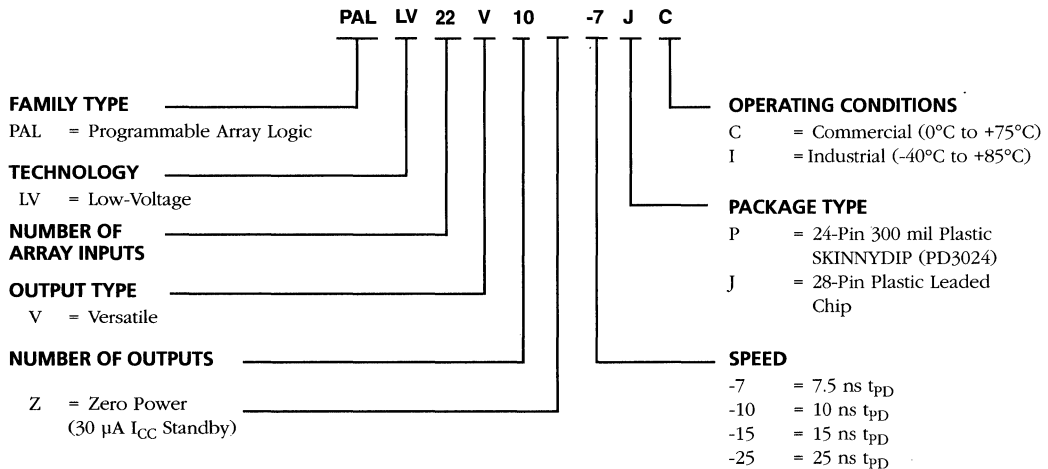 PAL LV 22 V 10 -7 J C
FAMILY TYPE
PAL = Programmable Array Logic
TECHNOLOGY
LV = Low-Voltage
NUMBER OF
ARRAY INPUTS
OUTPUT TYPE
V = Versatile
NUMBER OF OUTPUTS
Z = Zero Power
(30 µA I_CC Standby)
OPERATING CONDITIONS
C = Commercial (0°C to +75°C)
I = Industrial (-40°C to +85°C)
PACKAGE TYPE
P = 24-Pin 300 mil Plastic
SKINNYDIP (PD3024)
J = 28-Pin Plastic Leaded
Chip
SPEED
-7 = 7.5 ns t_PD
-10 = 10 ns t_PD
-15 = 15 ns t_PD
-25 = 25 ns t_PD